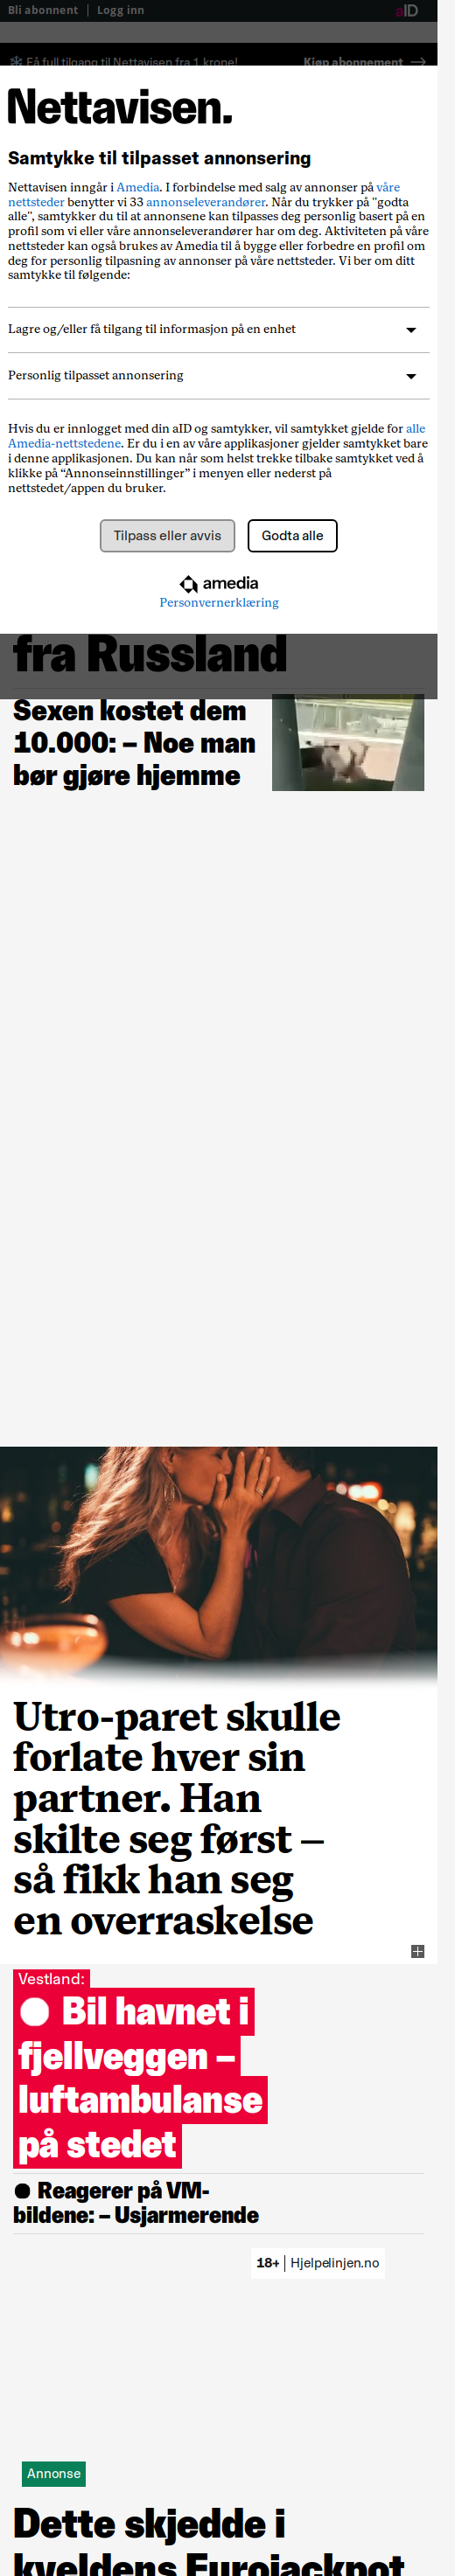 Bli abonnent | Logg inn aID
Få full tilgang til Nettavisen fra 1 krone! Kjøp abonnement →
Nettavisen.
Samtykke til tilpasset annonsering
Nettavisen inngår i Amedia. I forbindelse med salg av annonser på våre
nettsteder benytter vi 33 annonseleverandører. Når du trykker på "godta
alle", samtykker du til at annonsene kan tilpasses deg personlig basert på en
profil som vi eller våre annonseleverandører har om deg. Aktiviteten på våre
nettsteder kan også brukes av Amedia til å bygge eller forbedre en profil om
deg for personlig tilpasning av annonser på våre nettsteder. Vi ber om ditt
samtykke til følgende:
Lagre og/eller få tilgang til informasjon på en enhet
Personlig tilpasset annonsering
Hvis du er innlogget med din aID og samtykker, vil samtykket gjelde for alle
Amedia-nettstedene. Er du i en av våre applikasjoner gjelder samtykket bare
i denne applikasjonen. Du kan når som helst trekke tilbake samtykket ved å
klikke på “Annonseinnstillinger” i menyen eller nederst på
nettstedet/appen du bruker.
Tilpass eller avvis Godta alle
amedia
Personvernerklæring
fra Russland
Sexen kostet dem
10.000: – Noe man
bør gjøre hjemme
Utro-paret skulle
forlate hver sin
partner. Han
skilte seg først –
så fikk han seg
en overraskelse
Vestland:
Bil havnet i
fjellveggen –
luftambulanse
på stedet
Reagerer på VM-
bildene: – Usjarmerende
18+ | Hjelpelinjen.no
Annonse
Dette skjedde i
kveldens Eurojackpot